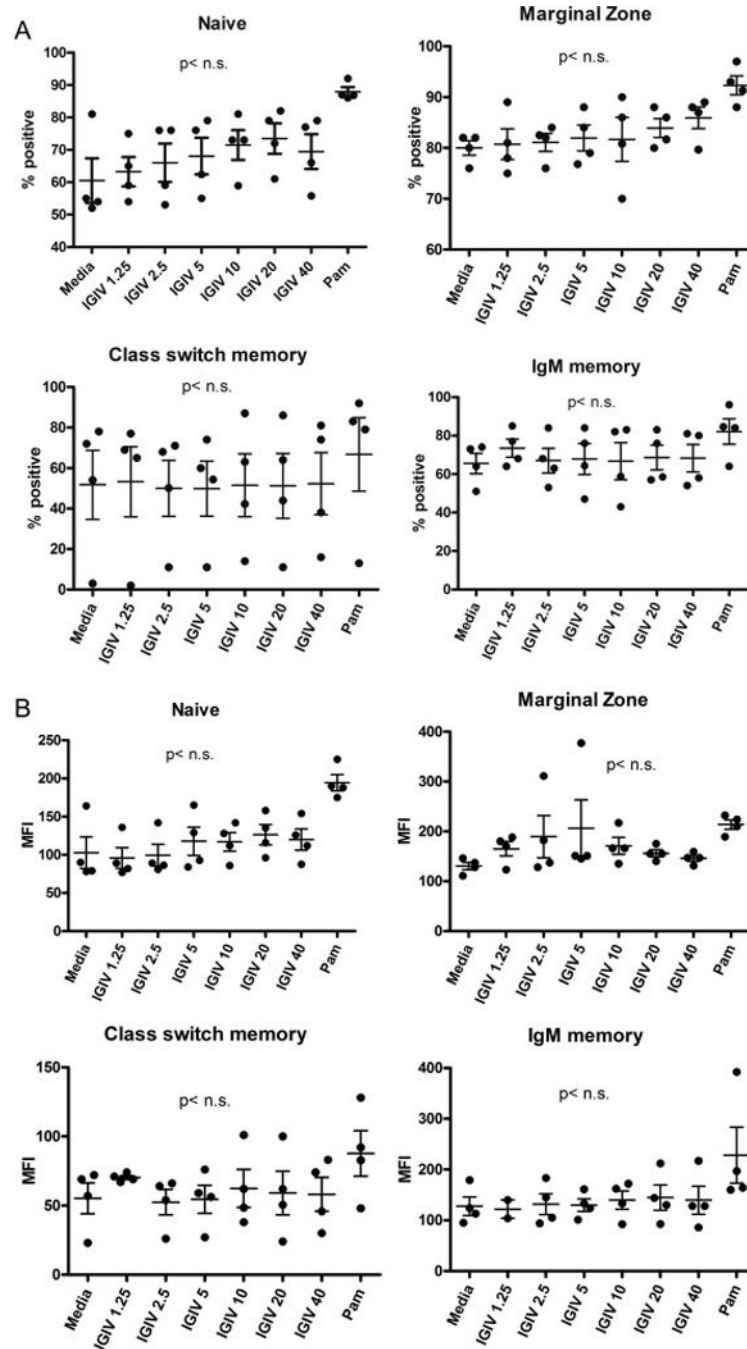 A
Naive
p< n.s.
% positive
100
90
80
70
60
50
40
Media
IGIV 1.25
IGIV 2.5
IGIV 5
IGIV 10
IGIV 20
IGIV 40
Pam
Marginal Zone
p< n.s.
% positive
100
90
80
70
60
Media
IGIV 1.25
IGIV 2.5
IGIV 5
IGIV 10
IGIV 20
IGIV 40
Pam
Class switch memory
p< n.s.
% positive
100
80
60
40
20
0
Media
IGIV 1.25
IGIV 2.5
IGIV 5
IGIV 10
IGIV 20
IGIV 40
Pam
IgM memory
p< n.s.
% positive
100
80
60
40
20
0
Media
IGIV 1.25
IGIV 2.5
IGIV 5
IGIV 10
IGIV 20
IGIV 40
Pam
B
Naive
p< n.s.
MFI
250
200
150
100
50
0
Media
IGIV 1.25
IGIV 2.5
IGIV 5
IGIV 10
IGIV 20
IGIV 40
Pam
Marginal Zone
p< n.s.
MFI
400
300
200
100
0
Media
IGIV 1.25
IGIV 2.5
IGIV 5
IGIV 10
IGIV 20
IGIV 40
Pam
Class switch memory
p< n.s.
MFI
150
100
50
0
Media
IGIV 1.25
IGIV 2.5
IGIV 5
IGIV 10
IGIV 20
IGIV 40
Pam
IgM memory
p< n.s.
MFI
400
300
200
100
0
Media
IGIV 1.25
IGIV 2.5
IGIV 5
IGIV 10
IGIV 20
IGIV 40
Pam